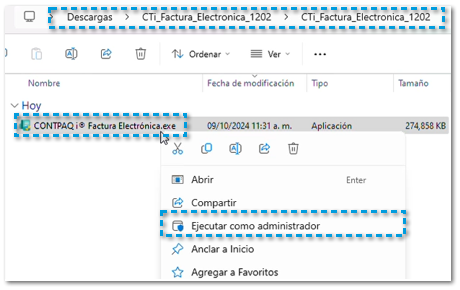 Descargas > CTi_Factura_Electronica_1202 > CTi_Factura_Electronica_1202
Ordenar Ver ...
Nombre Fecha de modificación Tipo Tamaño
Hoy
CONTPAQ i® Factura Electrónica.exe 09/10/2024 11:31 a. m. Aplicación 274,858 KB
Abrir Enter
Compartir
Ejecutar como administrador
Anclar a Inicio
Agregar a Favoritos